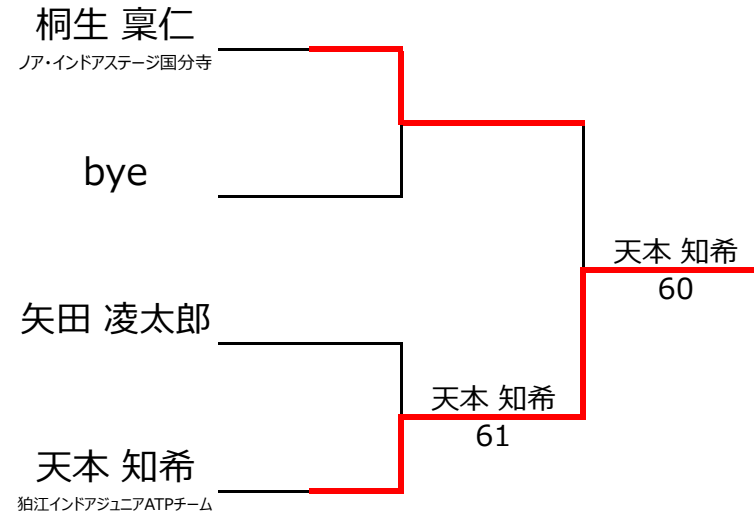 桐生 稟仁
ノア・インドアステージ国分寺
bye
天本 知希
60
矢田 凌太郎
天本 知希
61
天本 知希
狛江インドアジュニアATPチーム